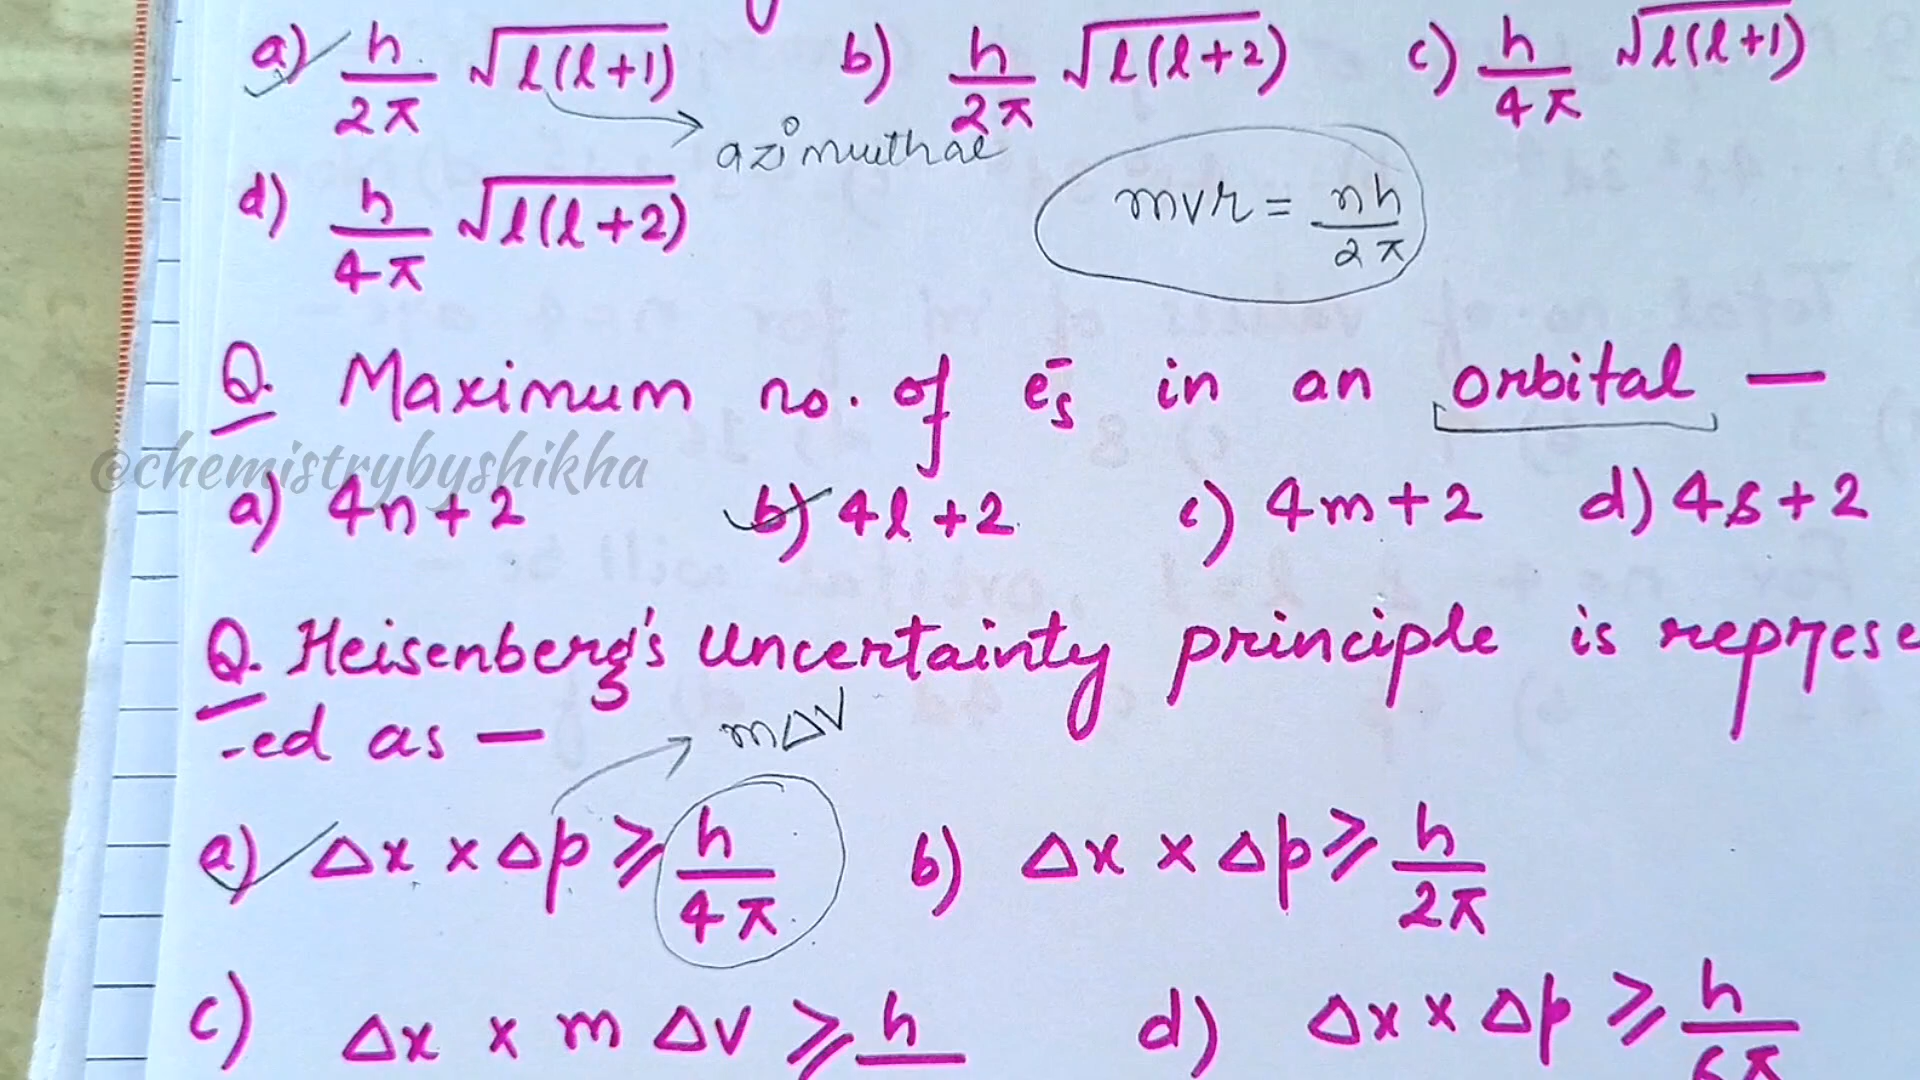 a) h/2π √l(l+1) b) h/2π √l(l+2) c) h/4π √l(l+1)
azimuthal
d) h/4π √l(l+2) mvr = nh/2π
Q. Maximum no. of e⁻s in an orbital —
@chemistrybyshikha
a) 4n+2 b) 4l+2 c) 4m+2 d) 4s+2
Q. Heisenberg's Uncertainty principle is represe
-ed as — mΔv
a) Δx × Δp ≥ h/4π b) Δx × Δp ≥ h/2π
c) Δx × m Δv ≥ h d) Δx × Δp ≥ h/6π